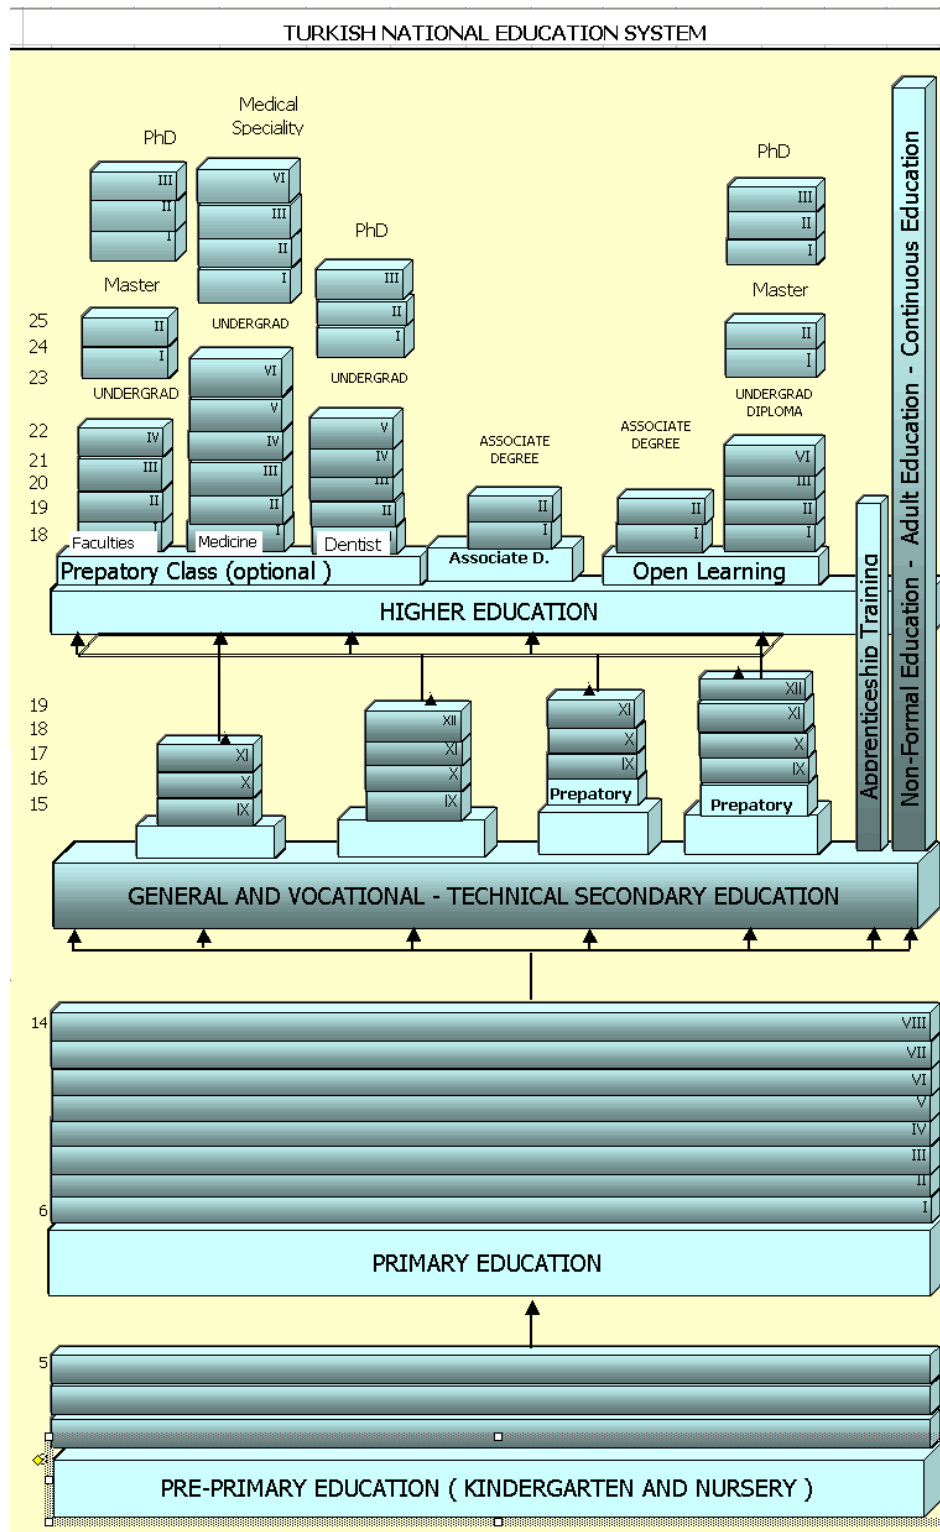 TURKISH NATIONAL EDUCATION SYSTEM
Medical
Speciality
PhD
PhD
PhD
III
II
I
VI
III
II
I
III
II
I
III
II
I
Master
Master
UNDERGRAD
UNDERGRAD
UNDERGRAD
UNDERGRAD
DIPLOMA
ASSOCIATE
DEGREE
ASSOCIATE
DEGREE
25
24
23
22
21
20
19
18
II
I
II
I
IV
III
II
I
VI
V
IV
III
II
I
V
IV
III
II
II
I
II
I
VI
III
II
I
Faculties
Medicine
Dentist
Prepatory Class (optional )
Associate D.
Open Learning
HIGHER EDUCATION
Apprenticeship Training
Non-Formal Education - Adult Education - Continuous Education
19
18
17
16
15
XI
X
IX
XII
XI
X
IX
XI
X
IX
Prepatory
XII
XI
X
IX
Prepatory
GENERAL AND VOCATIONAL - TECHNICAL SECONDARY EDUCATION
14
VIII
VII
VI
V
IV
III
II
6
I
PRIMARY EDUCATION
5
PRE-PRIMARY EDUCATION ( KINDERGARTEN AND NURSERY )